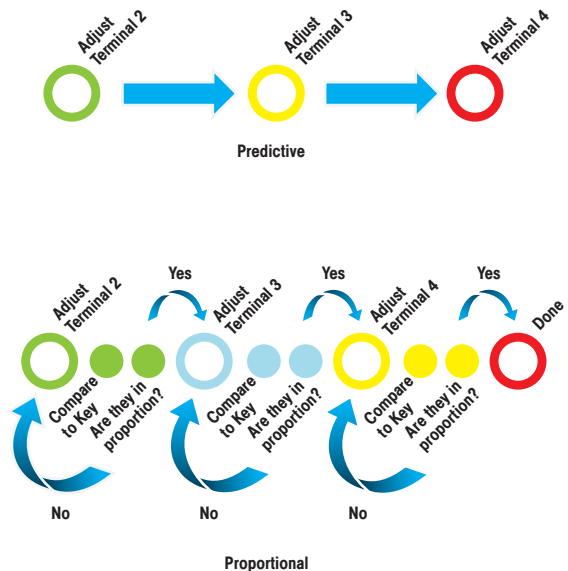 Adjust
Terminal 2
Adjust
Terminal 3
Adjust
Terminal 4
Predictive
Yes
Yes
Yes
Adjust
Terminal 2
Adjust
Terminal 3
Adjust
Terminal 4
Done
Compare
to Key
Are they in
proportion?
Compare
to Key
Are they in
proportion?
Compare
to Key
Are they in
proportion?
No
No
No
Proportional